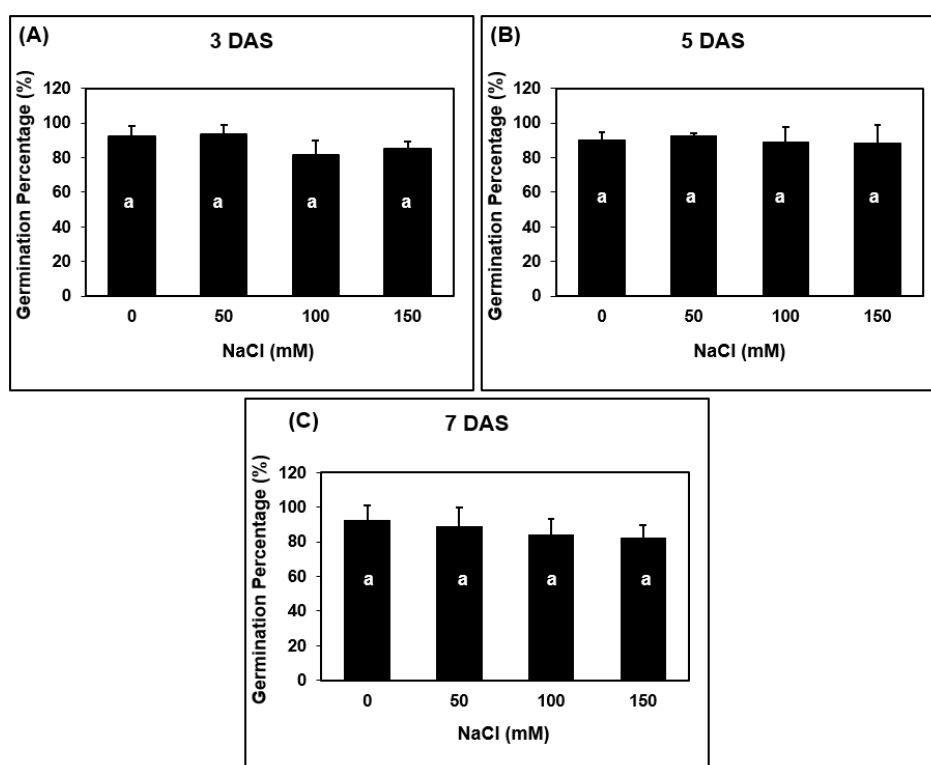 (A)
3 DAS
Germination Percentage (%)
120
100
80
60
40
20
0
a a a a
0 50 100 150
NaCl (mM)
(B)
5 DAS
Germination Percentage (%)
120
100
80
60
40
20
0
a a a a
0 50 100 150
NaCl (mM)
(C)
7 DAS
Germination Percentage (%)
120
100
80
60
40
20
0
a a a a
0 50 100 150
NaCl (mM)